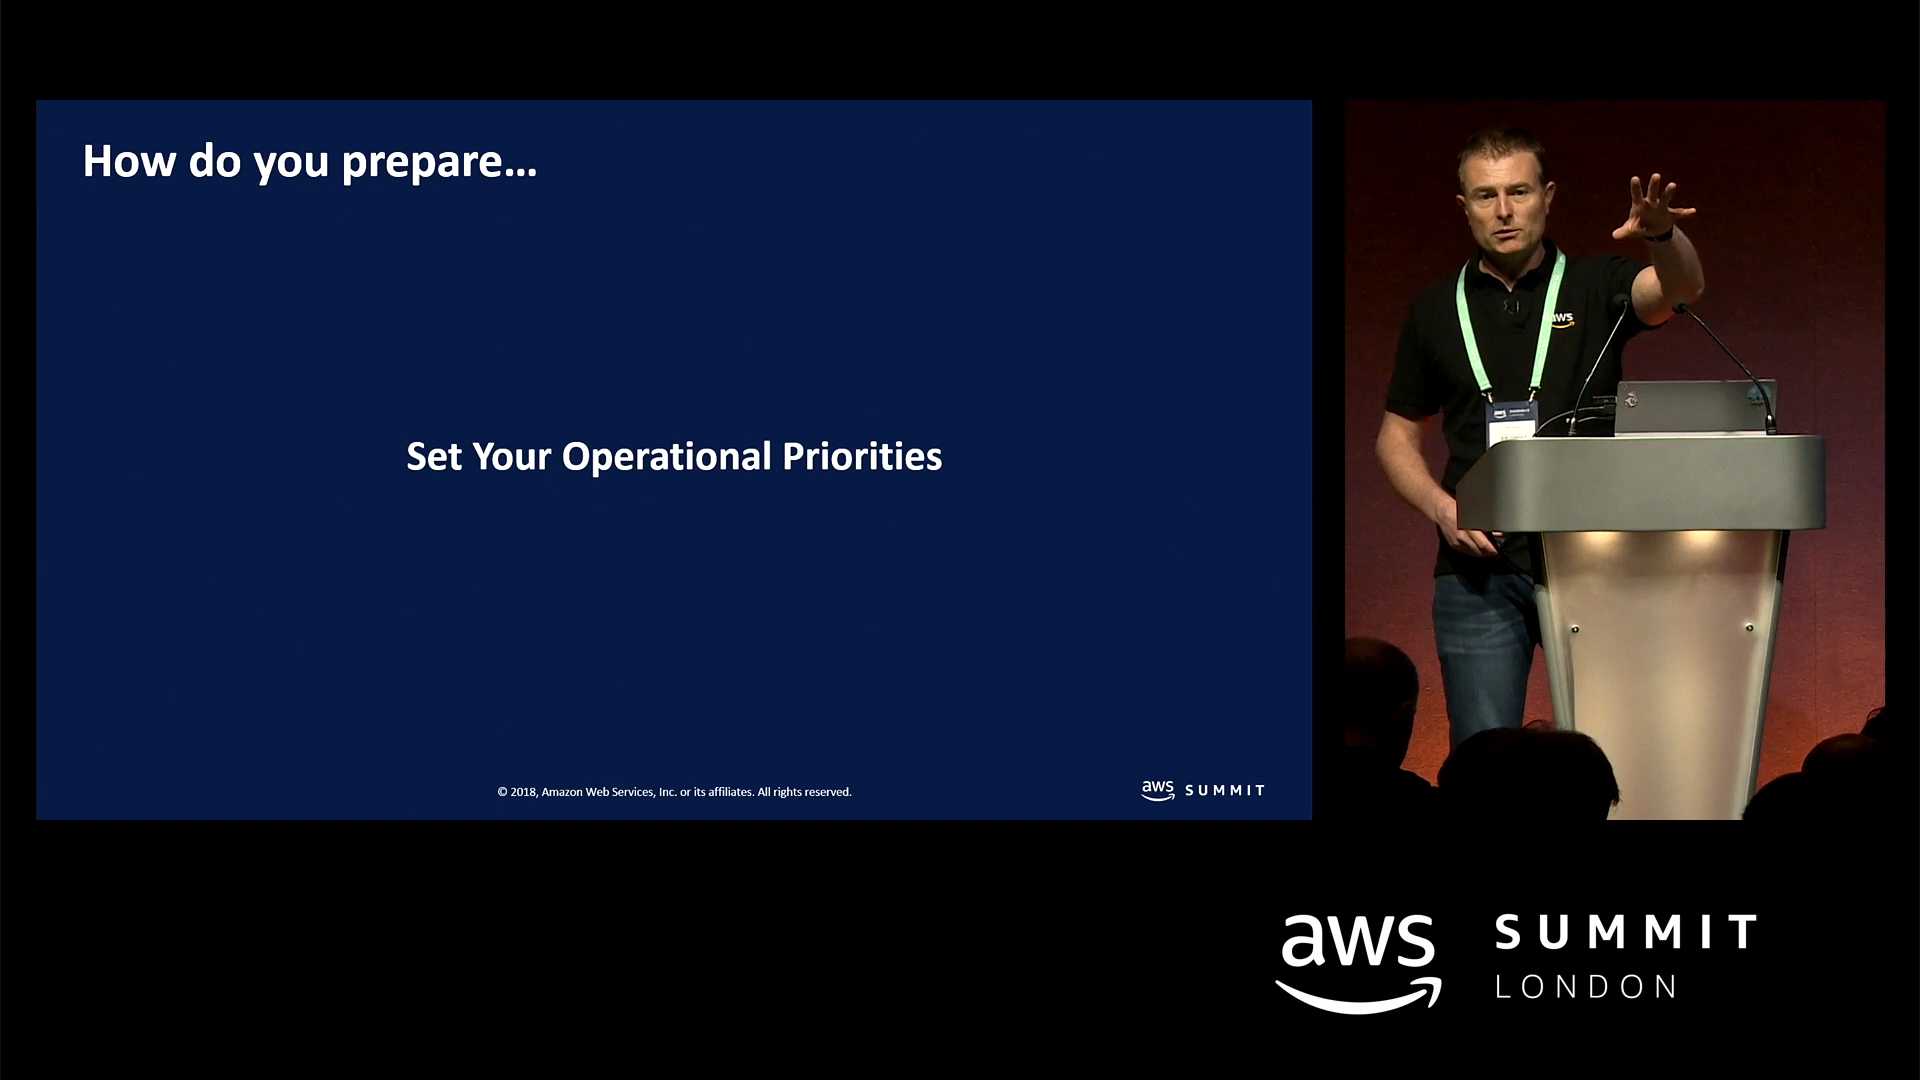 How do you prepare...
Set Your Operational Priorities
© 2018, Amazon Web Services, Inc. or its affiliates. All rights reserved.
aws SUMMIT
aws
aws
aws SUMMIT
LONDON